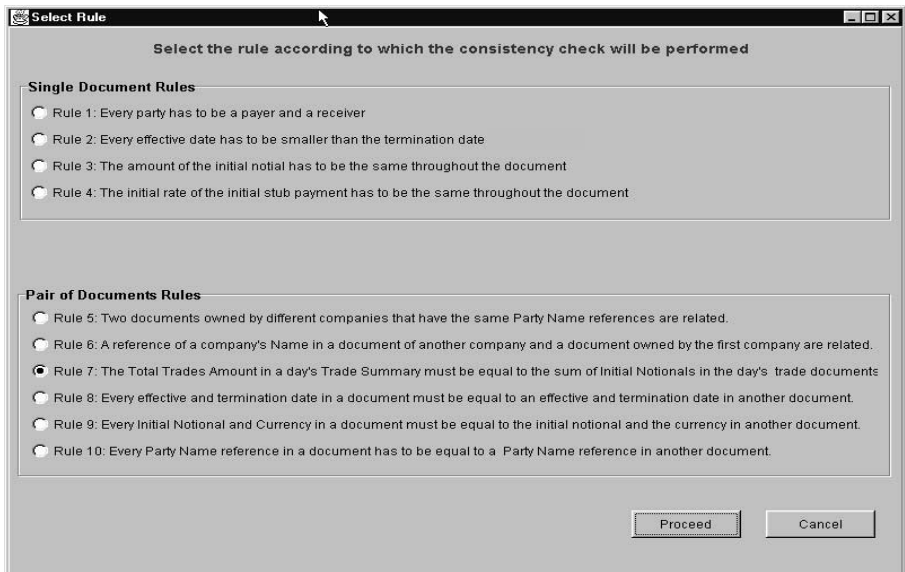 Select Rule
Select the rule according to which the consistency check will be performed
Single Document Rules
Rule 1: Every party has to be a payer and a receiver
Rule 2: Every effective date has to be smaller than the termination date
Rule 3: The amount of the initial notial has to be the same throughout the document
Rule 4: The initial rate of the initial stub payment has to be the same throughout the document
Pair of Documents Rules
Rule 5: Two documents owned by different companies that have the same Party Name references are related.
Rule 6: A reference of a company's Name in a document of another company and a document owned by the first company are related.
Rule 7: The Total Trades Amount in a day's Trade Summary must be equal to the sum of Initial Notionals in the day's trade documents
Rule 8: Every effective and termination date in a document must be equal to an effective and termination date in another document.
Rule 9: Every Initial Notional and Currency in a document must be equal to the initial notional and the currency in another document.
Rule 10: Every Party Name reference in a document has to be equal to a Party Name reference in another document.
Proceed Cancel